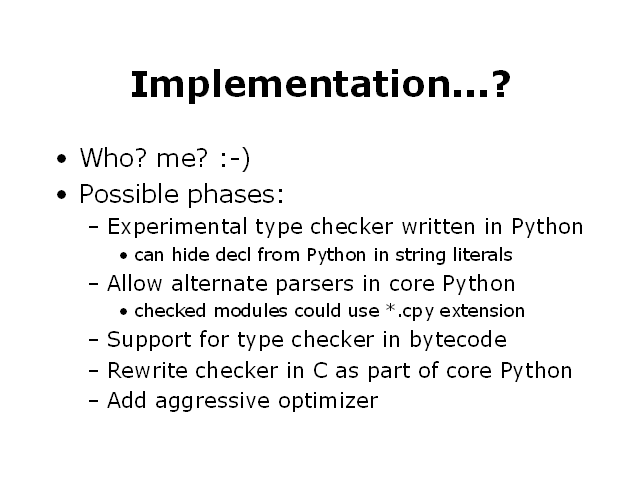 Implementation...?
• Who? me? :-)
• Possible phases:
– Experimental type checker written in Python
• can hide decl from Python in string literals
– Allow alternate parsers in core Python
• checked modules could use *.cpy extension
– Support for type checker in bytecode
– Rewrite checker in C as part of core Python
– Add aggressive optimizer